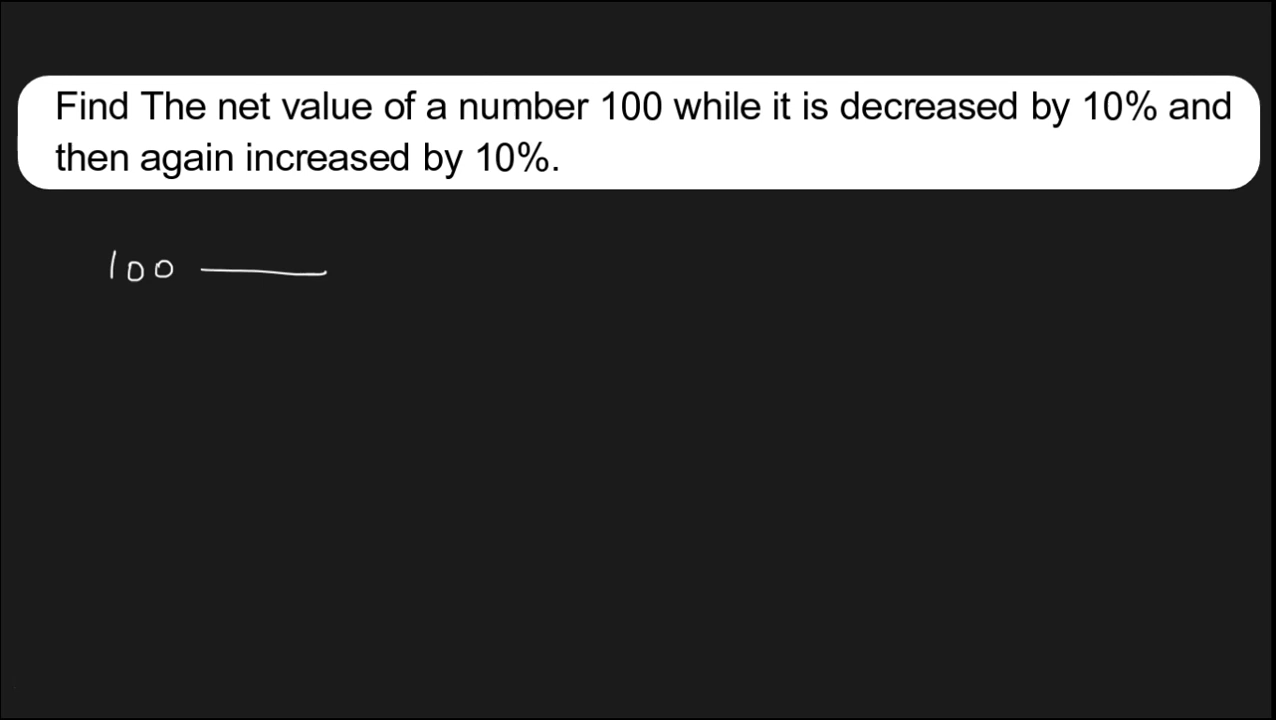 Find The net value of a number 100 while it is decreased by 10% and
then again increased by 10%.
100